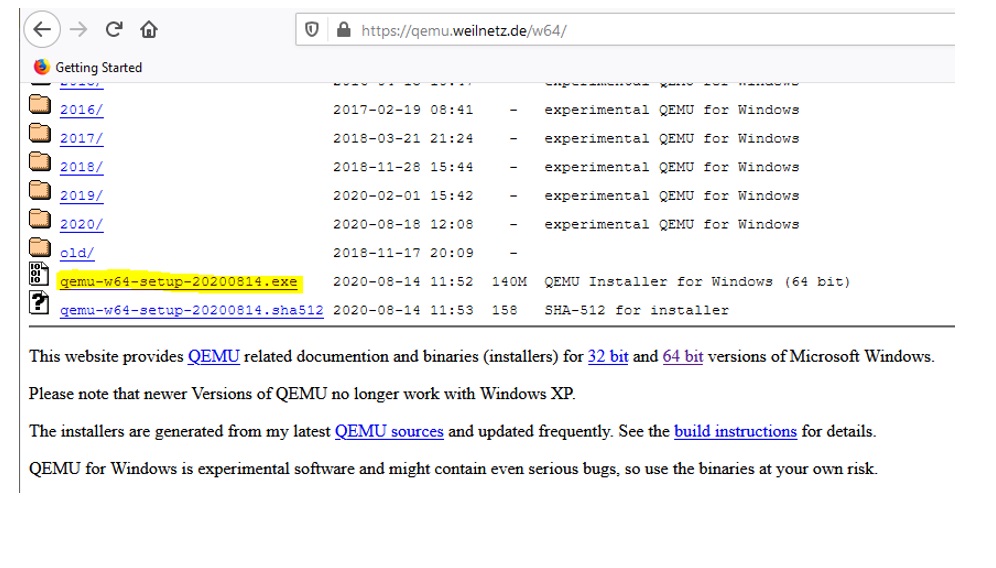 https://qemu.weilnetz.de/w64/
Getting Started
2016/ 2017-02-19 08:41 - experimental QEMU for Windows
2017/ 2018-03-21 21:24 - experimental QEMU for Windows
2018/ 2018-11-28 15:44 - experimental QEMU for Windows
2019/ 2020-02-01 15:42 - experimental QEMU for Windows
2020/ 2020-08-18 12:08 - experimental QEMU for Windows
old/ 2018-11-17 20:09 -
qemu-w64-setup-20200814.exe 2020-08-14 11:52 140M QEMU Installer for Windows (64 bit)
qemu-w64-setup-20200814.sha512 2020-08-14 11:53 158 SHA-512 for installer
This website provides QEMU related documention and binaries (installers) for 32 bit and 64 bit versions of Microsoft Windows.
Please note that newer Versions of QEMU no longer work with Windows XP.
The installers are generated from my latest QEMU sources and updated frequently. See the build instructions for details.
QEMU for Windows is experimental software and might contain even serious bugs, so use the binaries at your own risk.